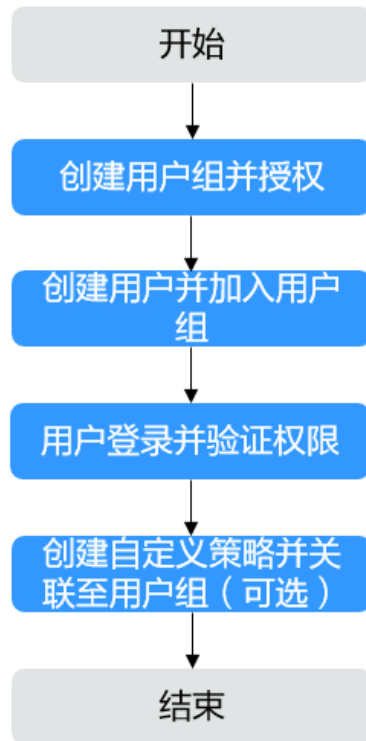 开始
创建用户组并授权
创建用户并加入用户
组
用户登录并验证权限
创建自定义策略并关
联至用户组（可选）
结束